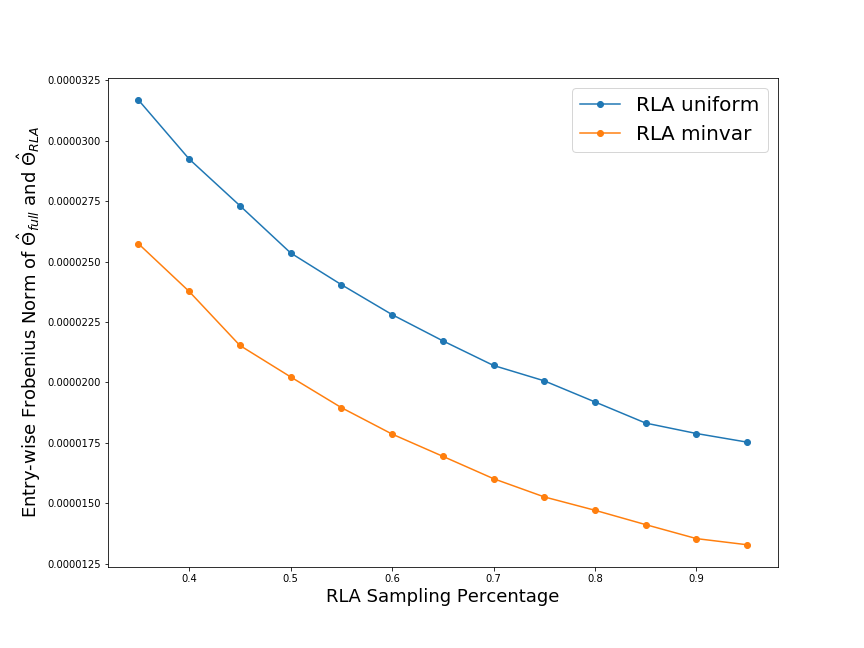 0.0000325
0.0000300
0.0000275
0.0000250
0.0000225
0.0000200
0.0000175
0.0000150
0.0000125
Entry-wise Frobenius Norm of Θ̂_full and Θ̂_RLA
RLA uniform
RLA minvar
0.4 0.5 0.6 0.7 0.8 0.9
RLA Sampling Percentage